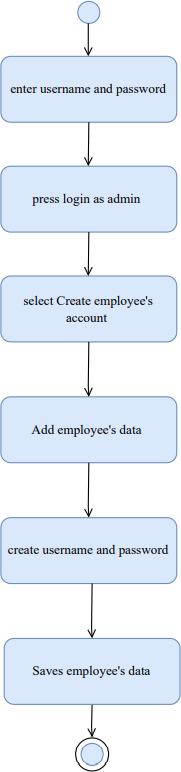 enter username and password
press login as admin
select Create employee's
account
Add employee's data
create username and password
Saves employee's data